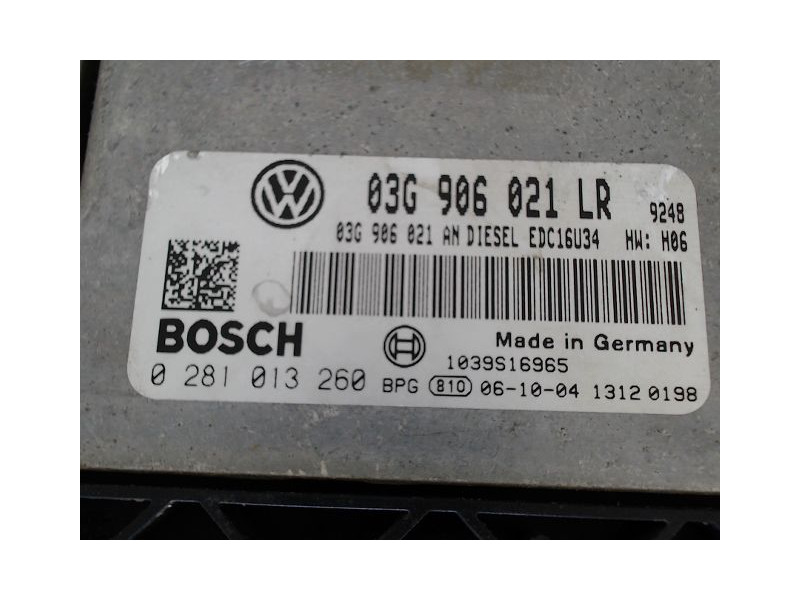 03G 906 021 LR 9248
03G 906 021 AN DIESEL EDC16U34 HW: H06
BOSCH
Made in Germany
1039S16965
0 281 013 260 BPG 810 06-10-04 1312 0198